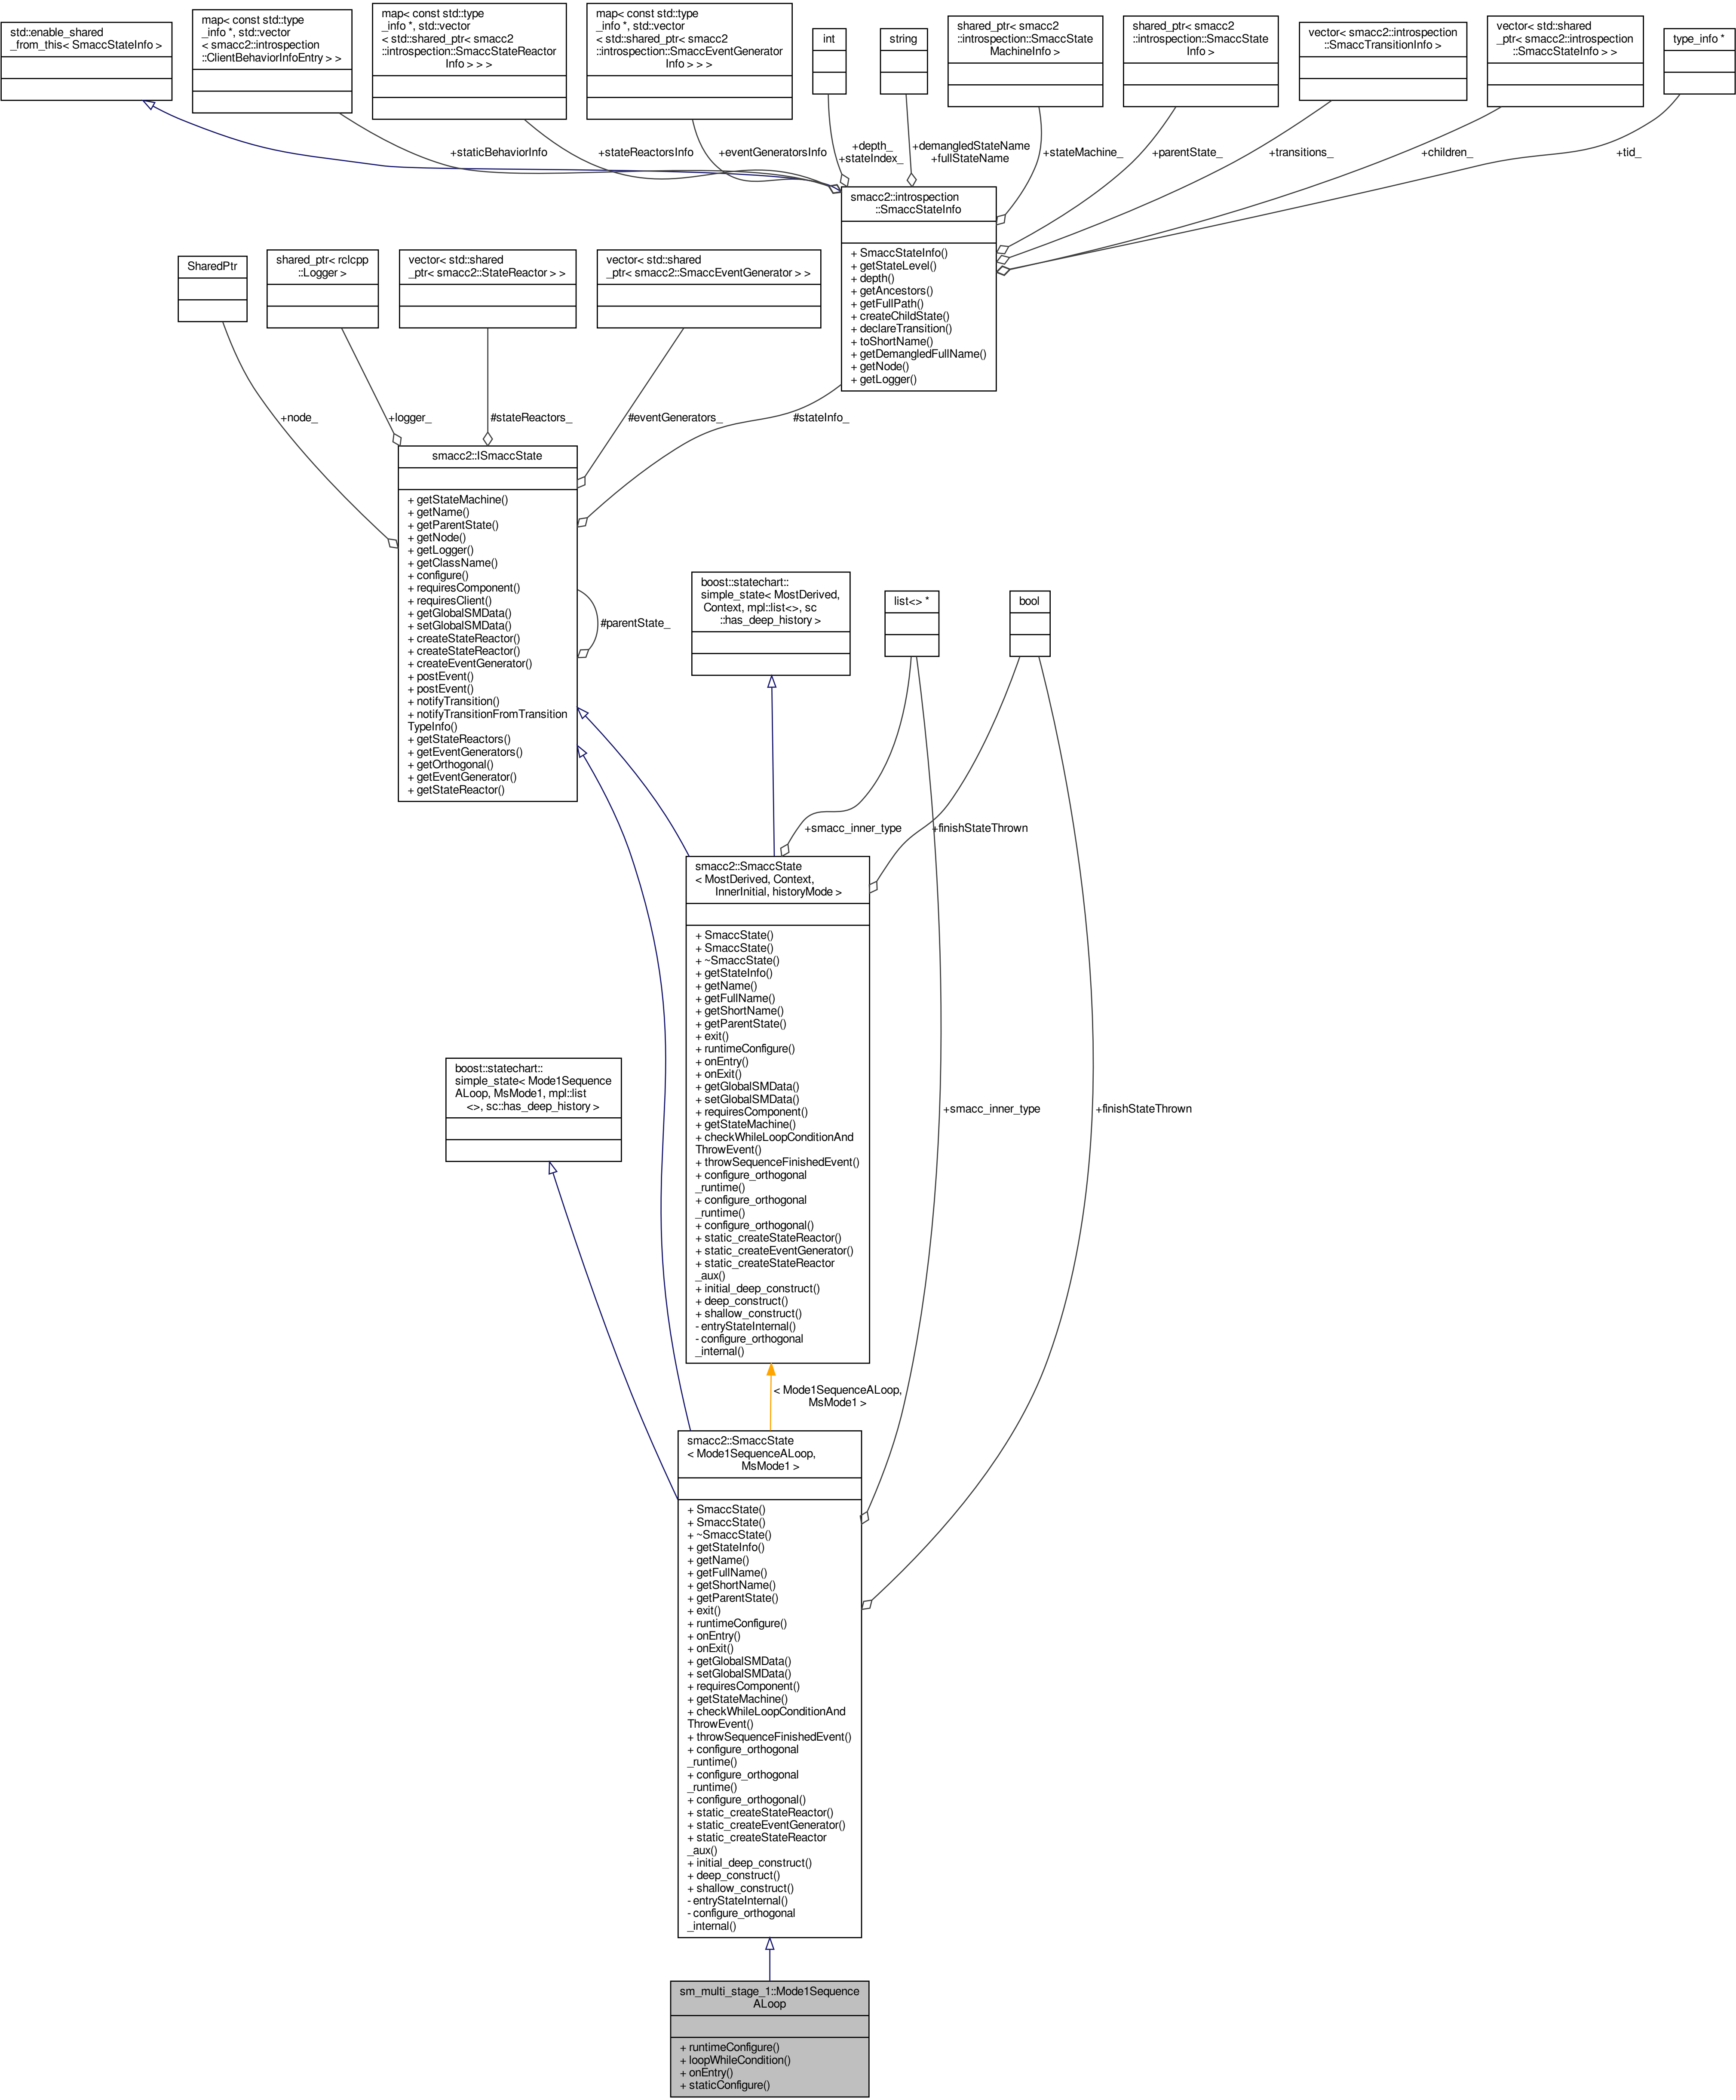 std::enable_shared
_from_this< SmaccStateInfo >
map< const std::type
_info *, std::vector
< smacc2::introspection
::ClientBehaviorInfoEntry > >
map< const std::type
_info *, std::vector
< std::shared_ptr< smacc2
::introspection::SmaccStateReactor
Info > > >
map< const std::type
_info *, std::vector
< std::shared_ptr< smacc2
::introspection::SmaccEventGenerator
Info > > >
int
string
shared_ptr< smacc2
::introspection::SmaccState
MachineInfo >
shared_ptr< smacc2
::introspection::SmaccState
Info >
vector< smacc2::introspection
::SmaccTransitionInfo >
vector< std::shared
_ptr< smacc2::introspection
::SmaccStateInfo > >
type_info *
+staticBehaviorInfo
+stateReactorsInfo
+eventGeneratorsInfo
+depth_
+stateIndex_
+demangledStateName
+fullStateName
+stateMachine_
+parentState_
+transitions_
+children_
+tid_
smacc2::introspection
::SmaccStateInfo
+ SmaccStateInfo()
+ getStateLevel()
+ depth()
+ getAncestors()
+ getFullPath()
+ createChildState()
+ declareTransition()
+ toShortName()
+ getDemangledFullName()
+ getNode()
+ getLogger()
SharedPtr
shared_ptr< rclcpp
::Logger >
vector< std::shared
_ptr< smacc2::StateReactor > >
vector< std::shared
_ptr< smacc2::SmaccEventGenerator > >
+node_
+logger_
#stateReactors_
#eventGenerators_
#stateInfo_
smacc2::ISmaccState
+ getStateMachine()
+ getName()
+ getParentState()
+ getNode()
+ getLogger()
+ getClassName()
+ configure()
+ requiresComponent()
+ requiresClient()
+ getGlobalSMData()
+ setGlobalSMData()
+ createStateReactor()
+ createStateReactor()
+ createEventGenerator()
+ postEvent()
+ postEvent()
+ notifyTransition()
+ notifyTransitionFromTransition
TypeInfo()
+ getStateReactors()
+ getEventGenerators()
+ getOrthogonal()
+ getEventGenerator()
+ getStateReactor()
#parentState_
boost::statechart::
simple_state< MostDerived,
Context, mpl::list<>, sc
::has_deep_history >
list<> *
bool
+smacc_inner_type
+finishStateThrown
smacc2::SmaccState
< MostDerived, Context,
InnerInitial, historyMode >
+ SmaccState()
+ SmaccState()
+ ~SmaccState()
+ getStateInfo()
+ getName()
+ getFullName()
+ getShortName()
+ getParentState()
+ exit()
+ runtimeConfigure()
+ onEntry()
+ onExit()
+ getGlobalSMData()
+ setGlobalSMData()
+ requiresComponent()
+ getStateMachine()
+ checkWhileLoopConditionAnd
ThrowEvent()
+ throwSequenceFinishedEvent()
+ configure_orthogonal
_runtime()
+ configure_orthogonal
_runtime()
+ configure_orthogonal()
+ static_createStateReactor()
+ static_createEventGenerator()
+ static_createStateReactor
_aux()
+ initial_deep_construct()
+ deep_construct()
+ shallow_construct()
- entryStateInternal()
- configure_orthogonal
_internal()
boost::statechart::
simple_state< Mode1Sequence
ALoop, MsMode1, mpl::list
<>, sc::has_deep_history >
+smacc_inner_type
+finishStateThrown
< Mode1SequenceALoop,
MsMode1 >
smacc2::SmaccState
< Mode1SequenceALoop,
MsMode1 >
+ SmaccState()
+ SmaccState()
+ ~SmaccState()
+ getStateInfo()
+ getName()
+ getFullName()
+ getShortName()
+ getParentState()
+ exit()
+ runtimeConfigure()
+ onEntry()
+ onExit()
+ getGlobalSMData()
+ setGlobalSMData()
+ requiresComponent()
+ getStateMachine()
+ checkWhileLoopConditionAnd
ThrowEvent()
+ throwSequenceFinishedEvent()
+ configure_orthogonal
_runtime()
+ configure_orthogonal
_runtime()
+ configure_orthogonal()
+ static_createStateReactor()
+ static_createEventGenerator()
+ static_createStateReactor
_aux()
+ initial_deep_construct()
+ deep_construct()
+ shallow_construct()
- entryStateInternal()
- configure_orthogonal
_internal()
sm_multi_stage_1::Mode1Sequence
ALoop
+ runtimeConfigure()
+ loopWhileCondition()
+ onEntry()
+ staticConfigure()